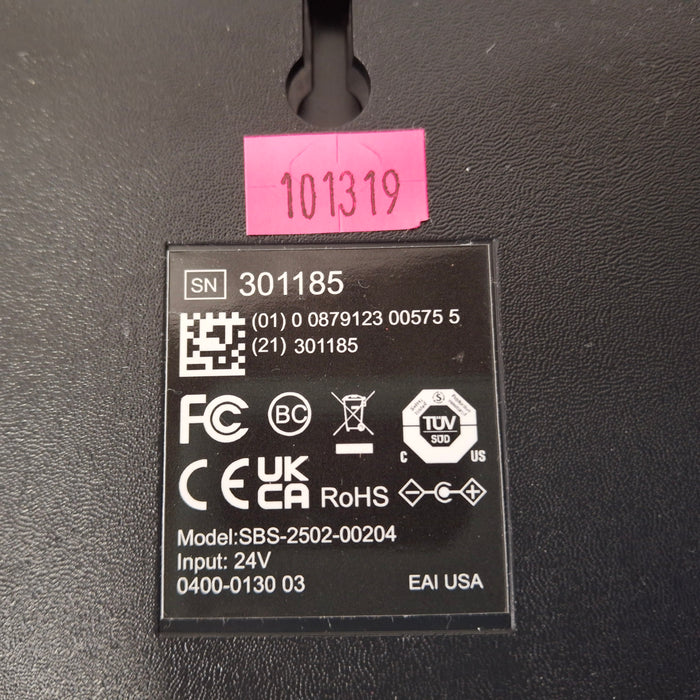 101319
SN 301185
(01) 0 0879123 00575 5
(21) 301185
FC BC
TÜV
SÜD
C US
CE UK
CA RoHS
Model:SBS-2502-00204
Input: 24V
0400-0130 03 EAI USA